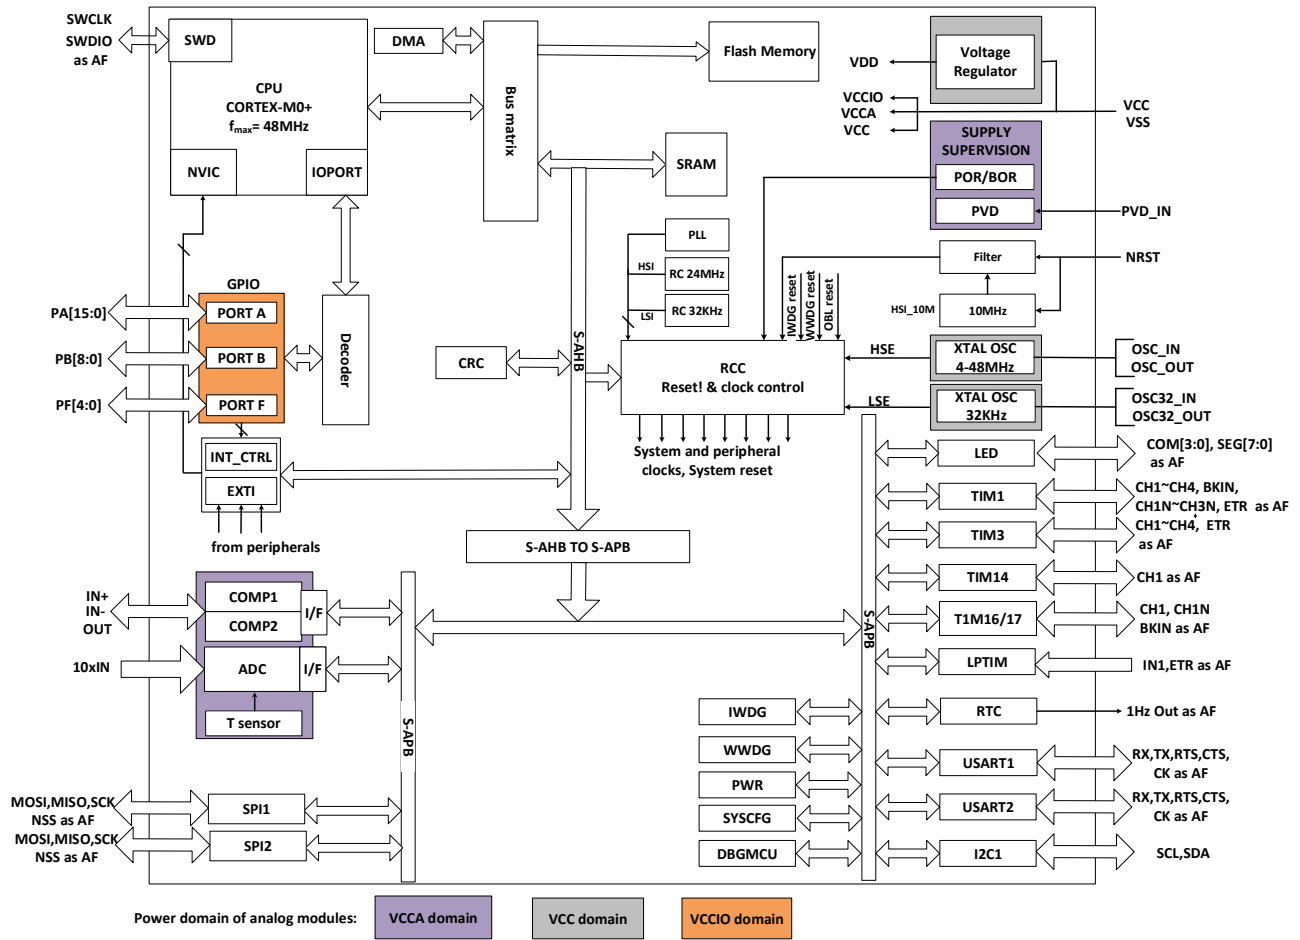 SWCLK
SWDIO
as AF
SWD
CPU
CORTEX-M0+
fmax= 48MHz
NVIC
IOPORT
DMA
Bus matrix
Flash Memory
SRAM
Voltage
Regulator
VDD
VCCIO
VCCA
VCC
VCC
VSS
SUPPLY
SUPERVISION
POR/BOR
PVD
PVD_IN
PLL
HSI
RC 24MHz
LSI
RC 32KHz
Filter
NRST
HSI_10M
10MHz
IWDG reset
WWDG reset
OBL reset
GPIO
PA[15:0]
PORT A
PB[8:0]
PORT B
PF[4:0]
PORT F
Decoder
INT_CTRL
EXTI
from peripherals
CRC
S-AHB
RCC
Reset! & clock control
System and peripheral
clocks, System reset
HSE
XTAL OSC
4-48MHz
OSC_IN
OSC_OUT
LSE
XTAL OSC
32KHz
OSC32_IN
OSC32_OUT
S-AHB TO S-APB
IN+
IN-
OUT
COMP1
COMP2
I/F
10xIN
ADC
I/F
T sensor
S-APB
MOSI,MISO,SCK
NSS as AF
SPI1
MOSI,MISO,SCK
NSS as AF
SPI2
S-APB
IWDG
WWDG
PWR
SYSCFG
DBGMCU
LED
COM[3:0], SEG[7:0]
as AF
TIM1
CH1~CH4, BKIN,
CH1N~CH3N, ETR as AF
TIM3
CH1~CH4, ETR
as AF
TIM14
CH1 as AF
T1M16/17
CH1, CH1N
BKIN as AF
LPTIM
IN1,ETR as AF
RTC
1Hz Out as AF
USART1
RX,TX,RTS,CTS,
CK as AF
USART2
RX,TX,RTS,CTS,
CK as AF
I2C1
SCL,SDA
Power domain of analog modules:
VCCA domain
VCC domain
VCCIO domain